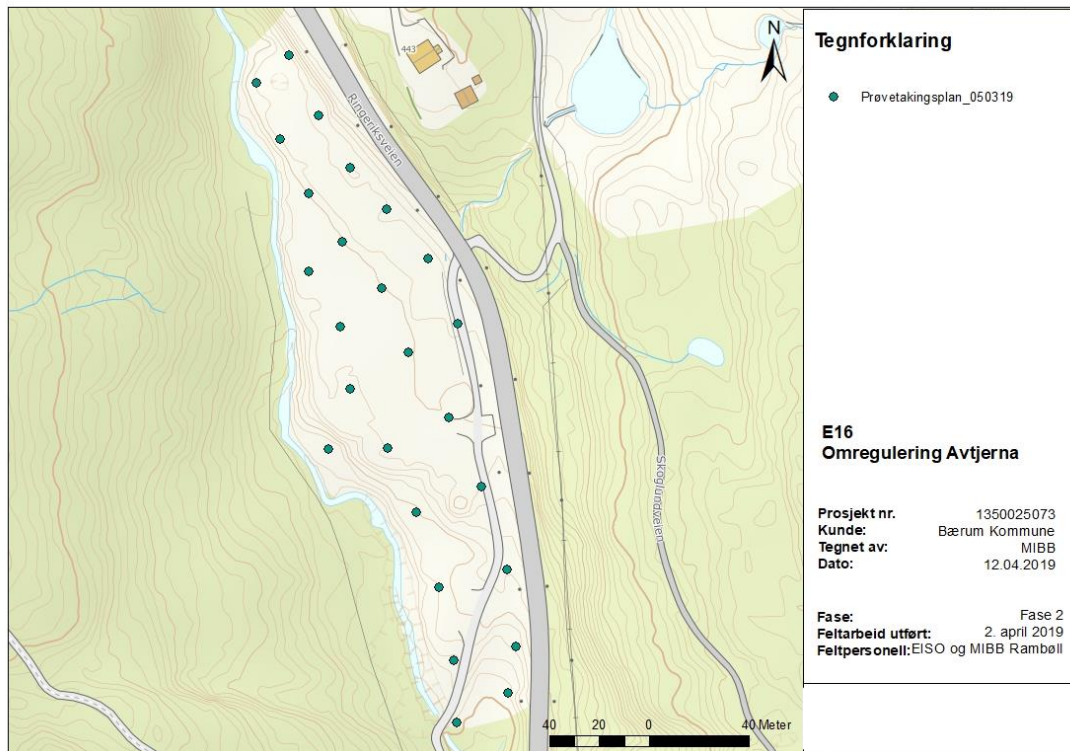 443
Ringeriksveien
Skoglundveien
N
40 20 0 40 Meter
Tegnforklaring
Prøvetakingsplan_050319
E16
Omregulering Avtjerna
Prosjekt nr. 1350025073
Kunde: Bærum Kommune
Tegnet av: MIBB
Dato: 12.04.2019
Fase: Fase 2
Feltarbeid utført: 2. april 2019
Feltpersonell: EISO og MIBB Rambøll